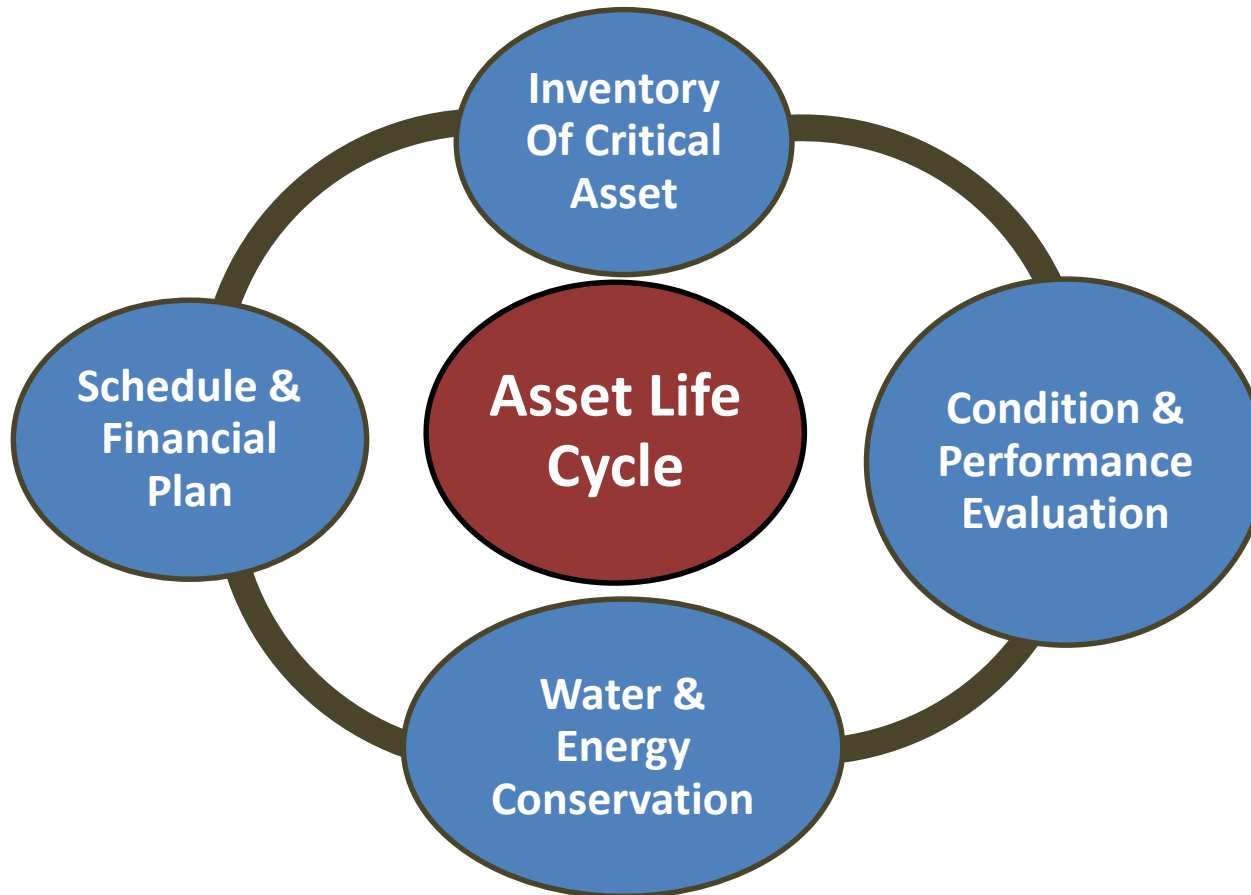 Inventory
Of Critical
Asset
Schedule &
Financial
Plan
Asset Life
Cycle
Condition &
Performance
Evaluation
Water &
Energy
Conservation